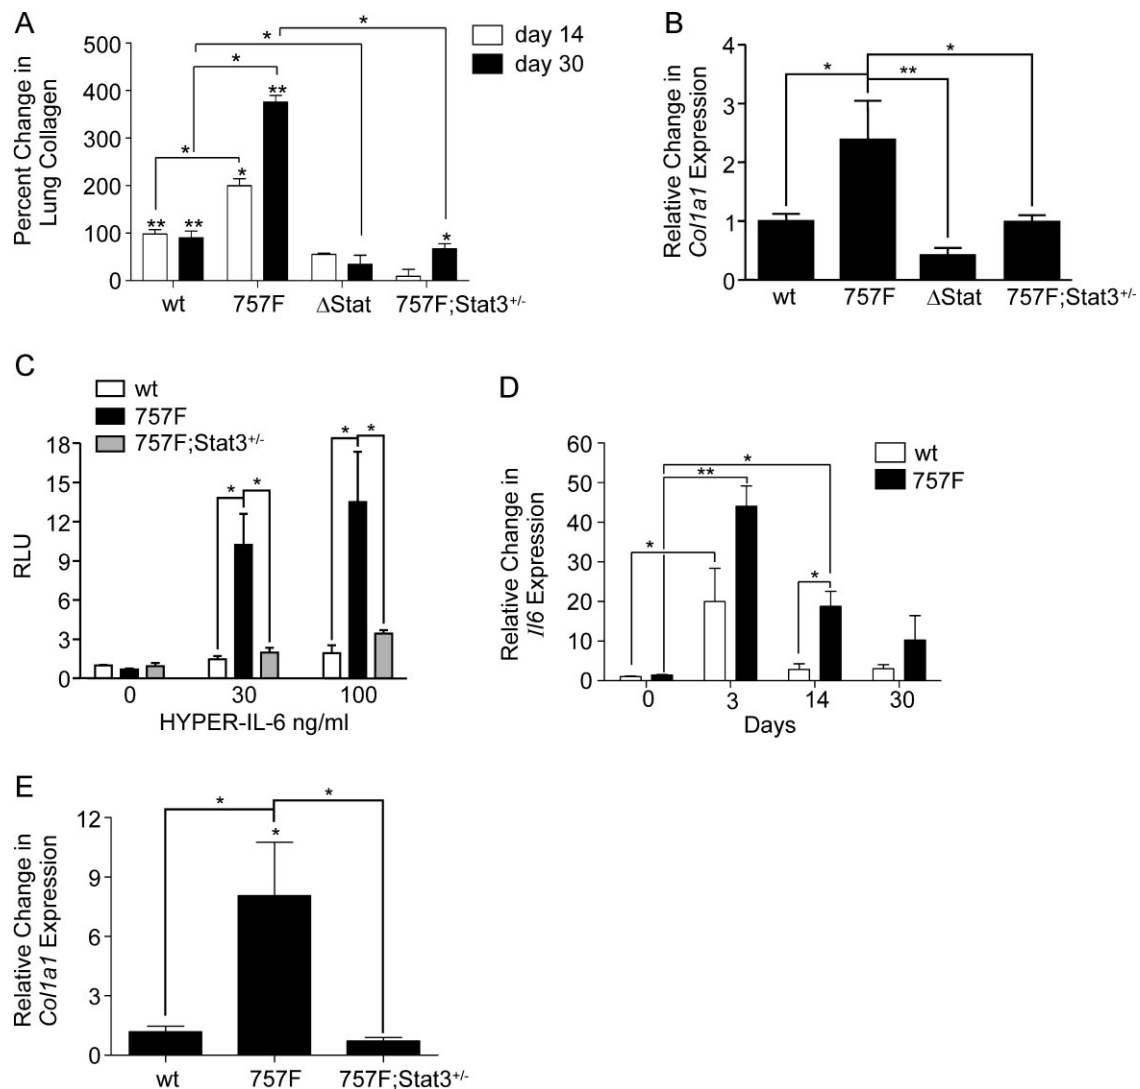 A
Percent Change in
Lung Collagen
500
400
300
200
100
0
*
*
*
*
** ** * ** *
wt 757F ΔStat 757F;Stat3+/-
day 14
day 30
B
Relative Change in
Col1a1 Expression
4
3
2
1
0
* ** *
wt 757F ΔStat 757F;Stat3+/-
C
wt
757F
757F;Stat3+/-
RLU
18
15
12
9
6
3
0
* * * *
0 30 100
HYPER-IL-6 ng/ml
D
Relative Change in
Il6 Expression
60
50
40
30
20
10
0
*
**
*
*
wt
757F
0 3 14 30
Days
E
Relative Change in
Col1a1 Expression
12
9
6
3
0
* *
*
wt 757F 757F;Stat3+/-